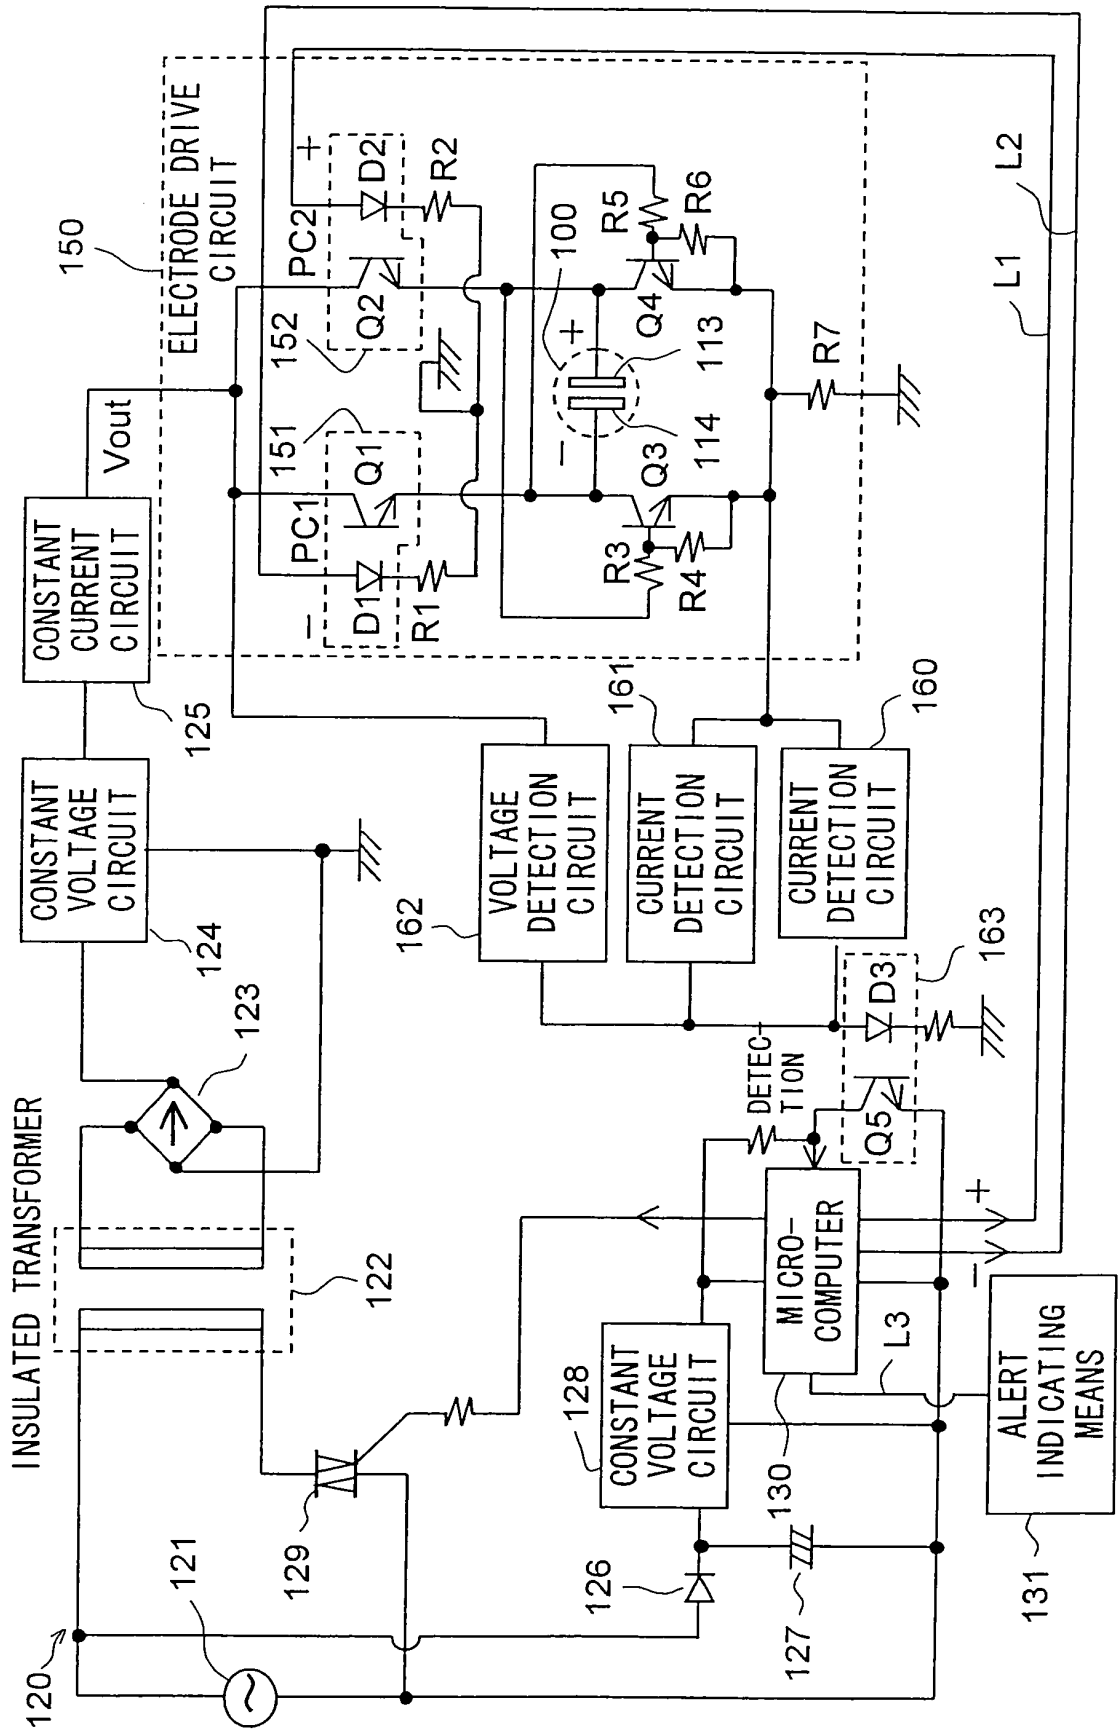 120
121
INSULATED TRANSFORMER
122
123
CONSTANT
VOLTAGE
CIRCUIT
124
CONSTANT
CURRENT
CIRCUIT
125
Vout
150
ELECTRODE DRIVE
CIRCUIT
129
−
PC1
D1
Q1
R1
151
152
PC2
+
D2
Q2
R2
R3
R4
Q3
−
+
114
113
100
Q4
R5
R6
R7
162
VOLTAGE
DETECTION
CIRCUIT
161
CURRENT
DETECTION
CIRCUIT
160
CURRENT
DETECTION
CIRCUIT
126
127
128
CONSTANT
VOLTAGE
CIRCUIT
130
MICRO-
COMPUTER
DETEC-
TION
Q5
D3
163
−
+
L3
131
ALERT
INDICATING
MEANS
L1
L2